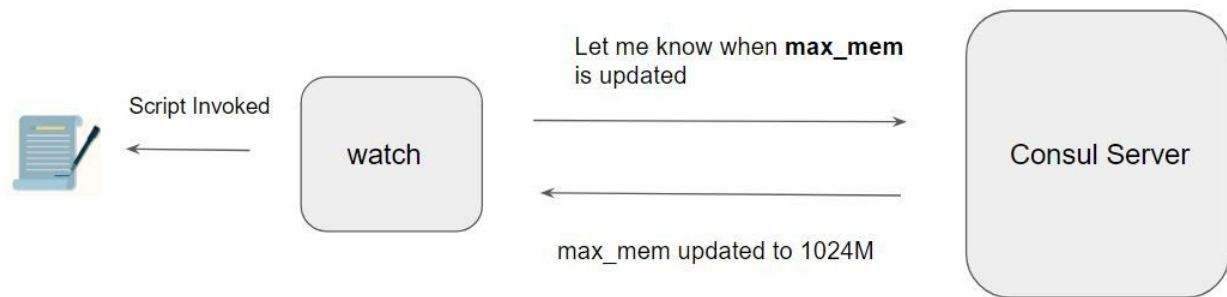 Let me know when max_mem
is updated
Script Invoked
watch
Consul Server
max_mem updated to 1024M